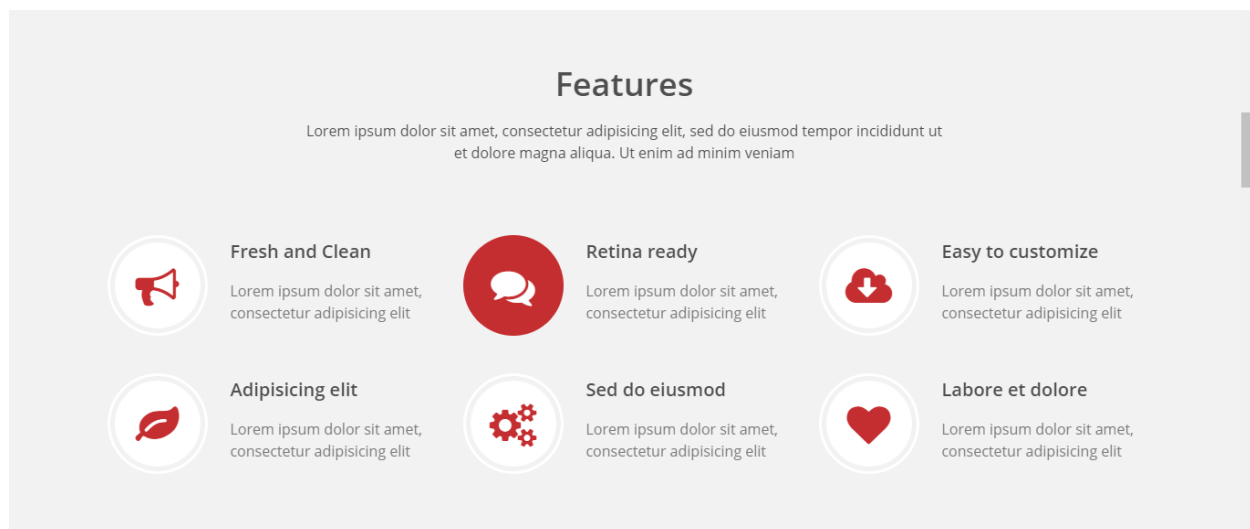 Features
Lorem ipsum dolor sit amet, consectetur adipisicing elit, sed do eiusmod tempor incididunt ut
et dolore magna aliqua. Ut enim ad minim veniam
Fresh and Clean
Lorem ipsum dolor sit amet,
consectetur adipisicing elit
Retina ready
Lorem ipsum dolor sit amet,
consectetur adipisicing elit
Easy to customize
Lorem ipsum dolor sit amet,
consectetur adipisicing elit
Adipisicing elit
Lorem ipsum dolor sit amet,
consectetur adipisicing elit
Sed do eiusmod
Lorem ipsum dolor sit amet,
consectetur adipisicing elit
Labore et dolore
Lorem ipsum dolor sit amet,
consectetur adipisicing elit